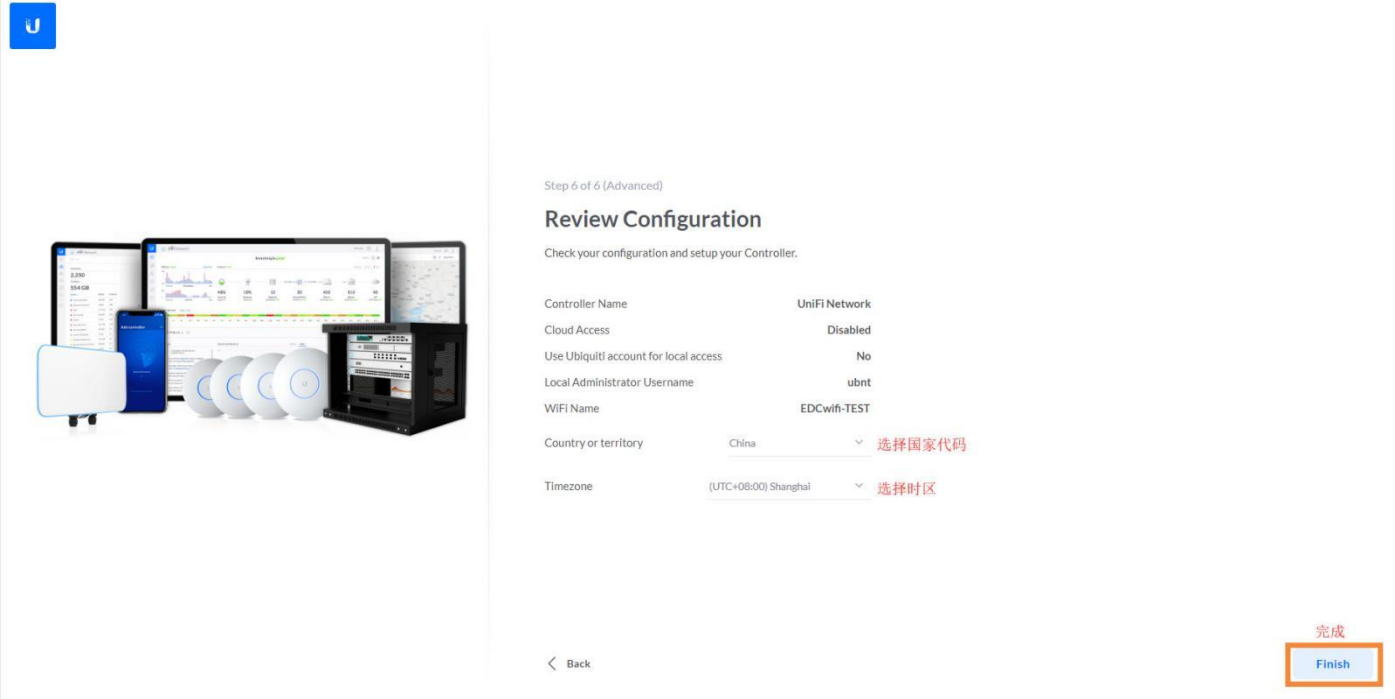 Step 6 of 6 (Advanced)
Review Configuration
Check your configuration and setup your Controller.
Controller Name UniFi Network
Cloud Access Disabled
Use Ubiquiti account for local access No
Local Administrator Username ubnt
WiFi Name EDCwifi-TEST
Country or territory China 选择国家代码
Timezone (UTC+08:00) Shanghai 选择时区
完成
Back Finish